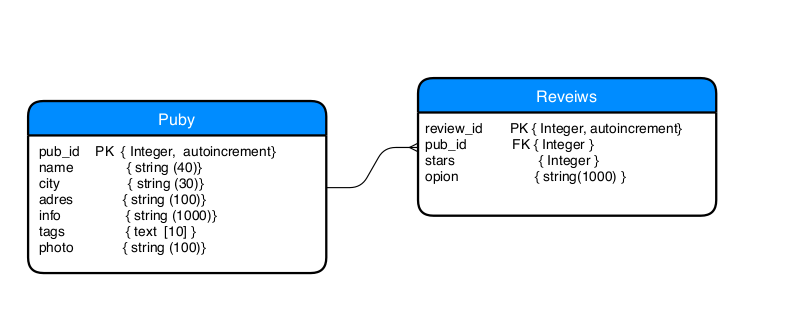 Puby
pub_id PK { Integer, autoincrement}
name { string (40)}
city { string (30)}
adres { string (100)}
info { string (1000)}
tags { text [10] }
photo { string (100)}
Reveiws
review_id PK { Integer, autoincrement}
pub_id FK { Integer }
stars { Integer }
opion { string(1000) }